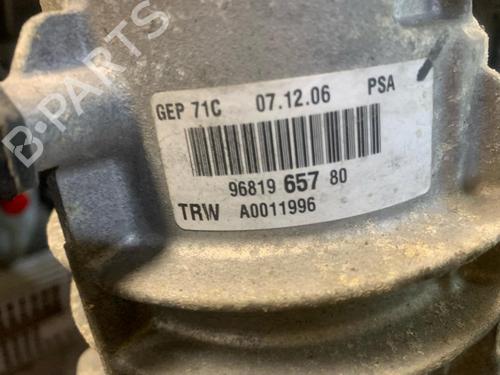 B-PARTS
GEP 71C 07.12.06 PSA
96819 657 80
TRW A0011996